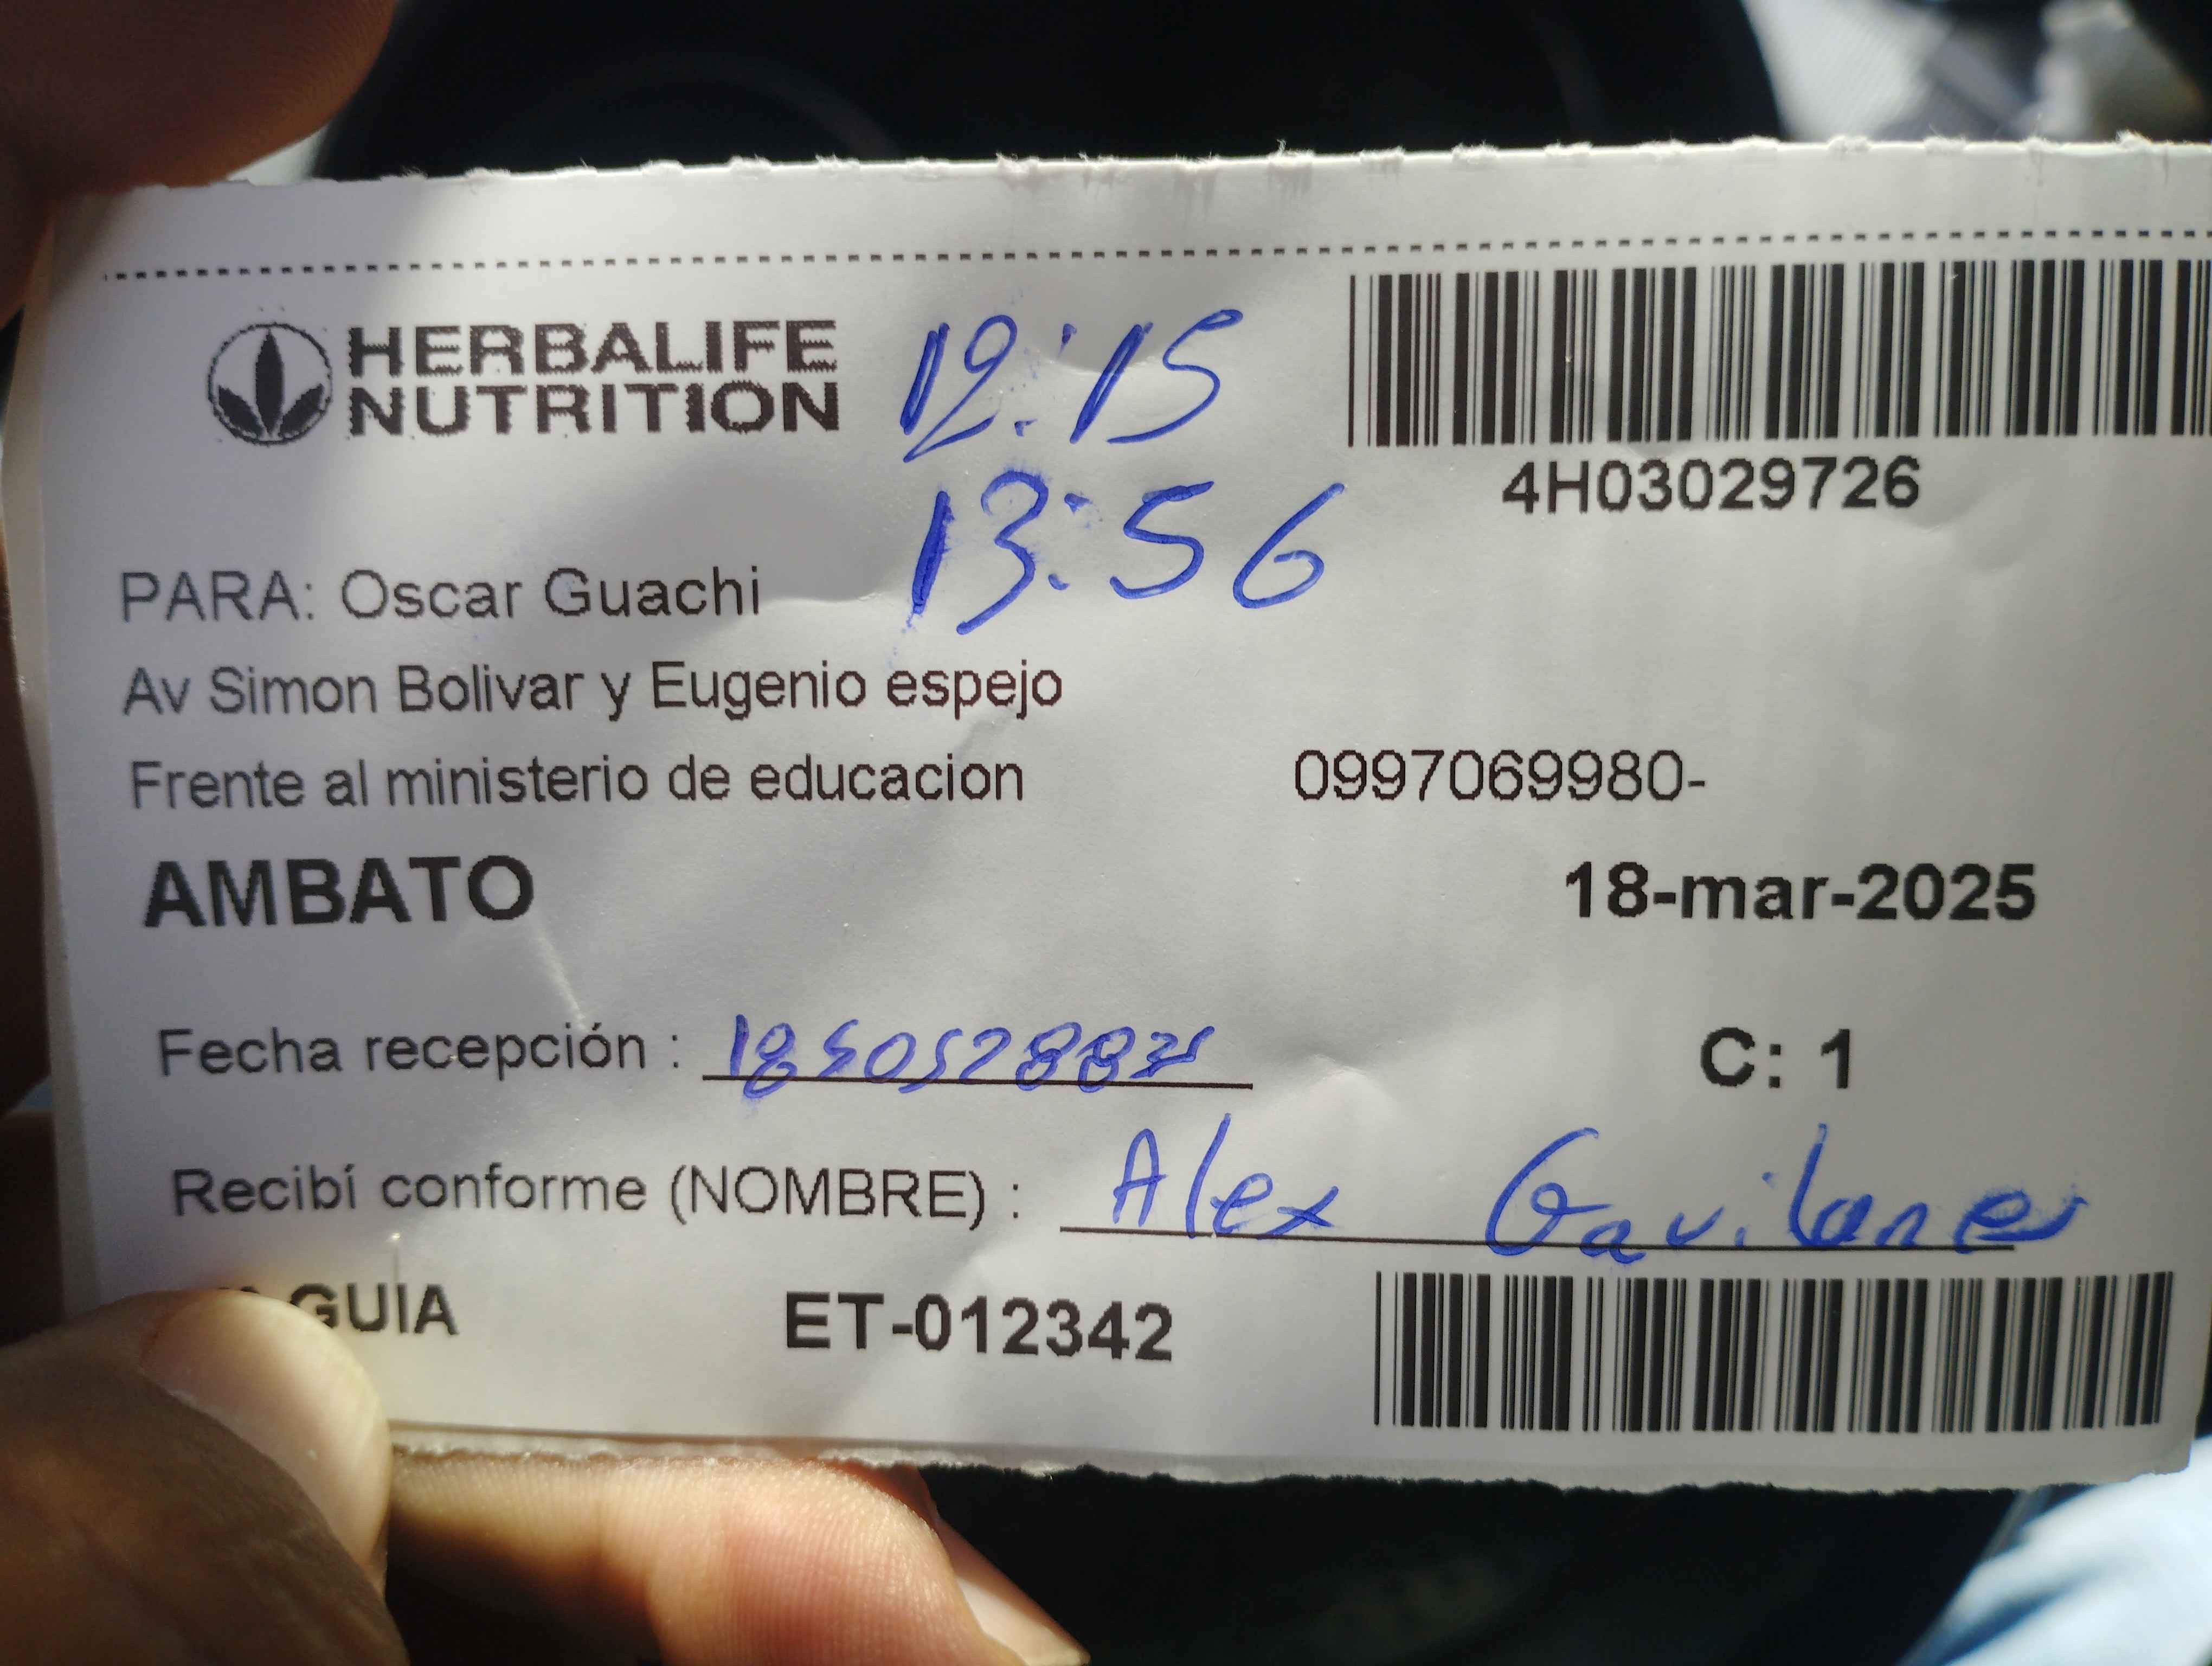 HERBALIFE
NUTRITION
12:15
13:56
4H03029726
PARA: Oscar Guachi
Av Simon Bolivar y Eugenio espejo
Frente al ministerio de educacion 0997069980-
AMBATO 18-mar-2025
Fecha recepción :
C: 1
Recibí conforme (NOMBRE) : Alex Gavilanes
GUIA ET-012342